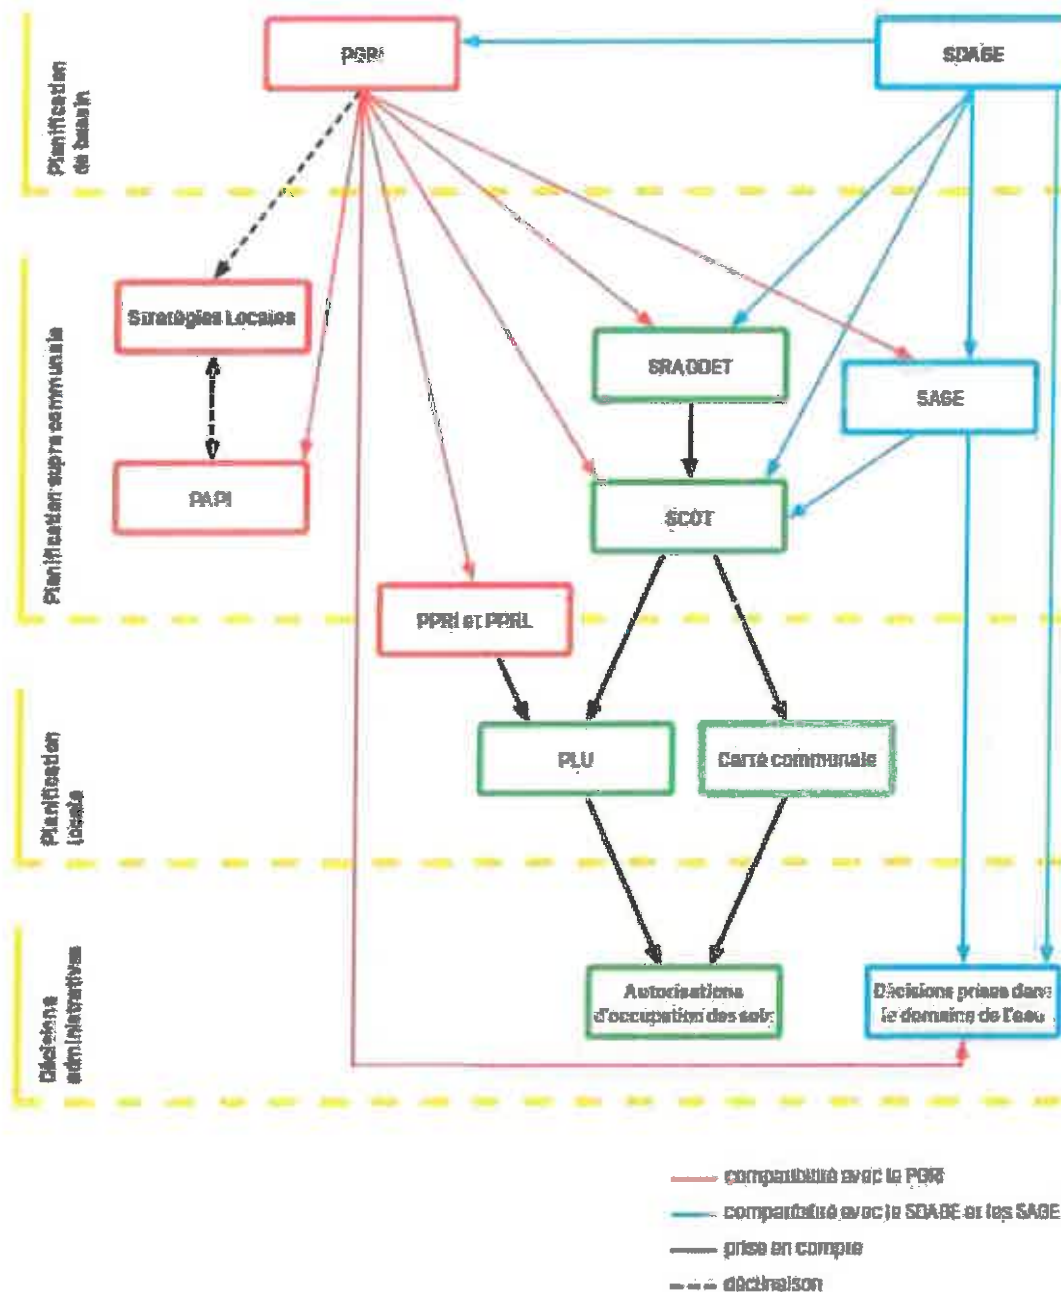 PGRI
SDAGE
Planification
de bassin
Stratégies Locales
SRADDET
SAGE
PAPI
SCOT
Planification supra communale
PPRI et PPRL
PLU
Carte communale
Planification
locale
Autorisations
d'occupation des sols
Décisions prises dans
le domaine de l'eau
Décisions
administratives
compatibilité avec le PGRI
compatibilité avec le SDAGE et les SAGE
prise en compte
déclinaison